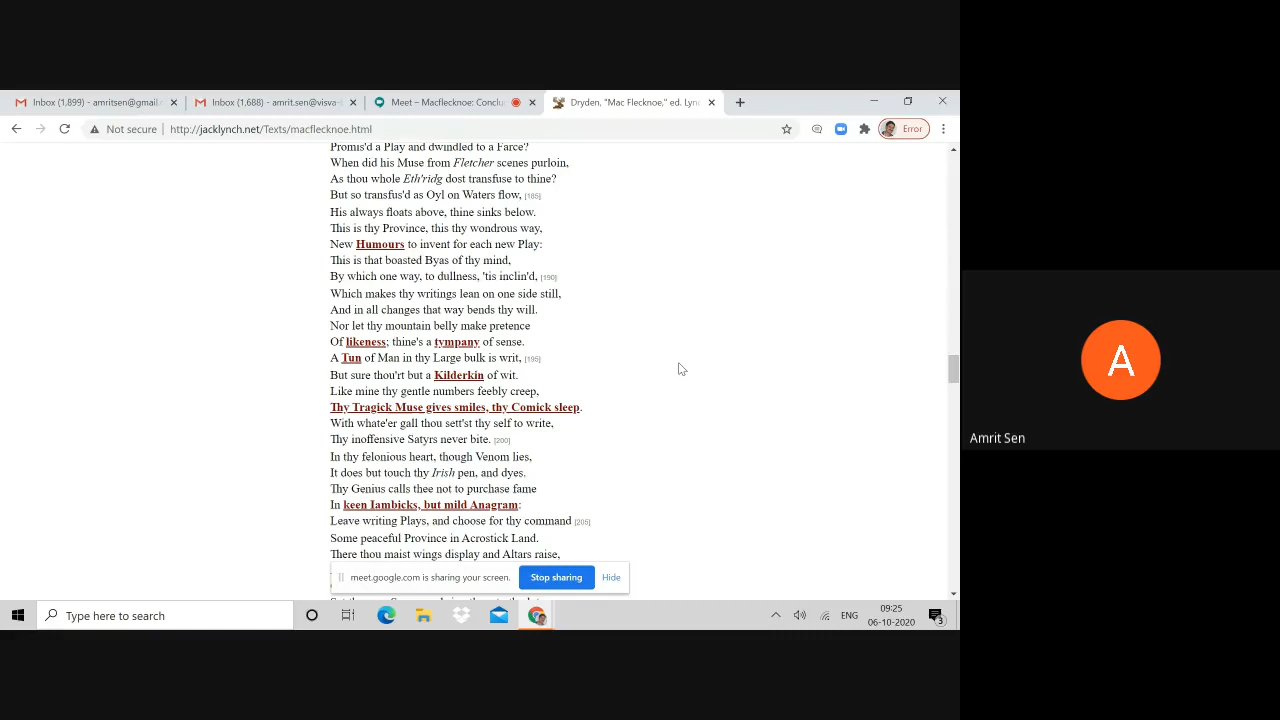 Inbox (1,899) - amritsen@gmail.
Inbox (1,688) - amrit.sen@visva-
Meet – Macflecknoe: Conclu
Dryden, "Mac Flecknoe," ed. Lyn
Not secure | http://jacklynch.net/Texts/macflecknoe.html
Error
Promis'd a Play and dwindled to a Farce?
When did his Muse from Fletcher scenes purloin,
As thou whole Eth'ridg dost transfuse to thine?
But so transfus'd as Oyl on Waters flow, [185]
His always floats above, thine sinks below.
This is thy Province, this thy wondrous way,
New Humours to invent for each new Play:
This is that boasted Byas of thy mind,
By which one way, to dullness, 'tis inclin'd, [190]
Which makes thy writings lean on one side still,
And in all changes that way bends thy will.
Nor let thy mountain belly make pretence
Of likeness; thine's a tympany of sense.
A Tun of Man in thy Large bulk is writ, [195]
But sure thou'rt but a Kilderkin of wit.
Like mine thy gentle numbers feebly creep,
Thy Tragick Muse gives smiles, thy Comick sleep.
With whate'er gall thou sett'st thy self to write,
Thy inoffensive Satyrs never bite. [200]
In thy felonious heart, though Venom lies,
It does but touch thy Irish pen, and dyes.
Thy Genius calls thee not to purchase fame
In keen Iambicks, but mild Anagram:
Leave writing Plays, and choose for thy command [205]
Some peaceful Province in Acrostick Land.
There thou maist wings display and Altars raise,
meet.google.com is sharing your screen. Stop sharing Hide
Type here to search
ENG
09:25
06-10-2020
3
A
Amrit Sen